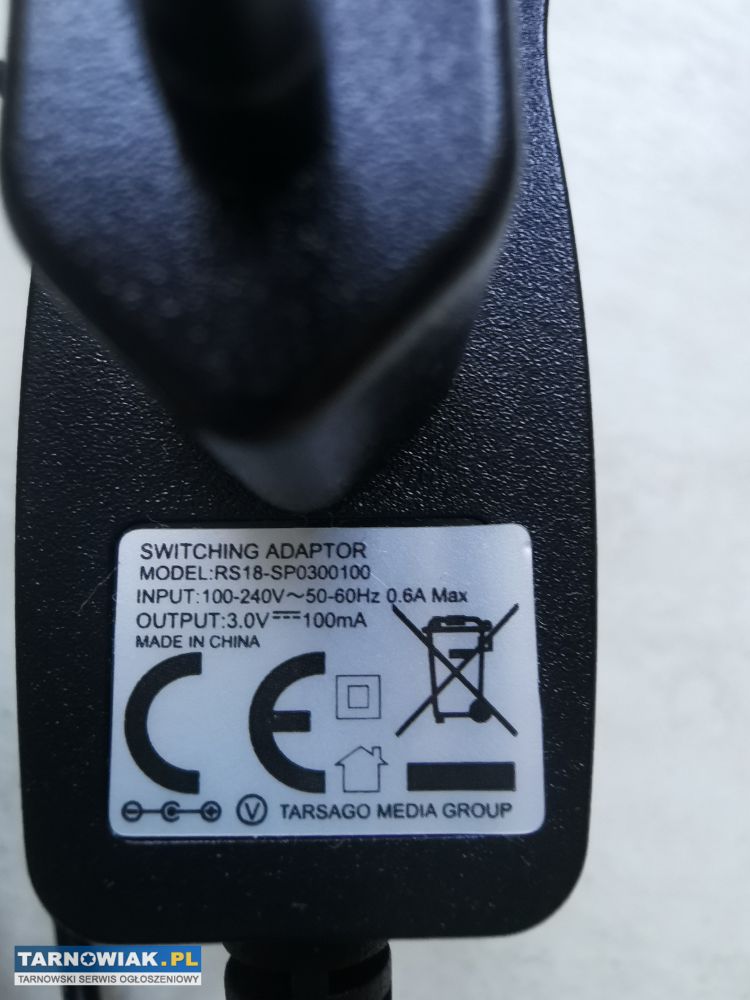 SWITCHING ADAPTOR
MODEL:RS18-SP0300100
INPUT:100-240V~50-60Hz 0.6A Max
OUTPUT:3.0V⎓100mA
MADE IN CHINA
CE
V TARSAGO MEDIA GROUP
TARNOWIAK.PL
TARNOWSKI SERWIS OGŁOSZENIOWY